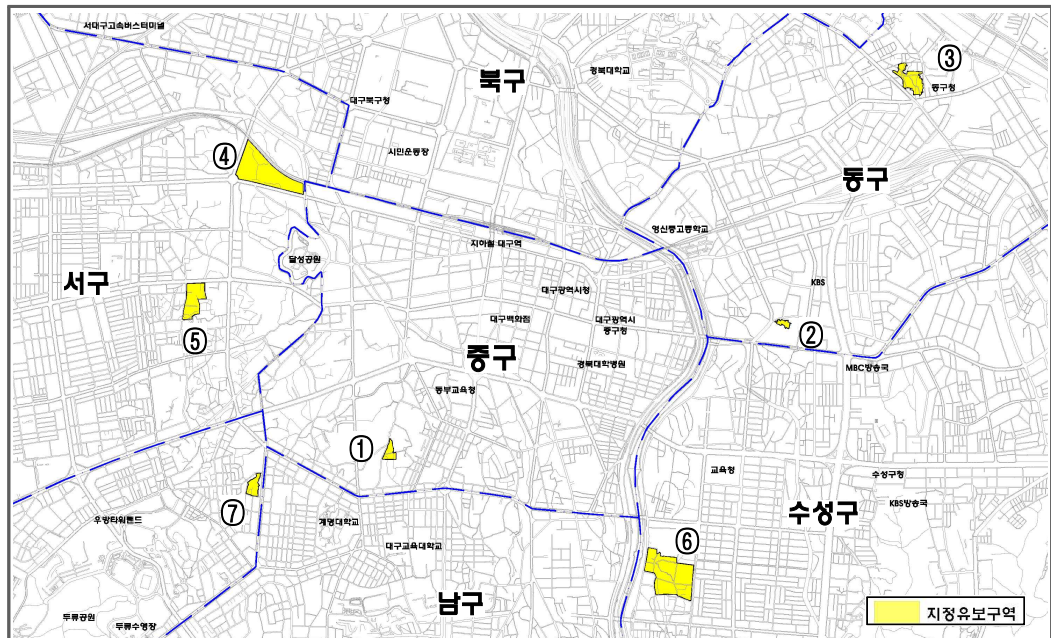 서대구고속버스터미널
북구
경북대학교
③
동구청
대구북구청
시민운동장
④
동구
영신중고등학교
지하철 대구역
달성공원
서구
KBS
대구광역시청
대구백화점
대구광역시
중구청
②
⑤
중구
경북대학병원
MBC방송국
동부교육청
①
교육청
수성구청
⑦
우방타워랜드
계명대학교
수성구
KBS방송국
대구교육대학교
⑥
남구
두류공원
두류수영장
지정유보구역